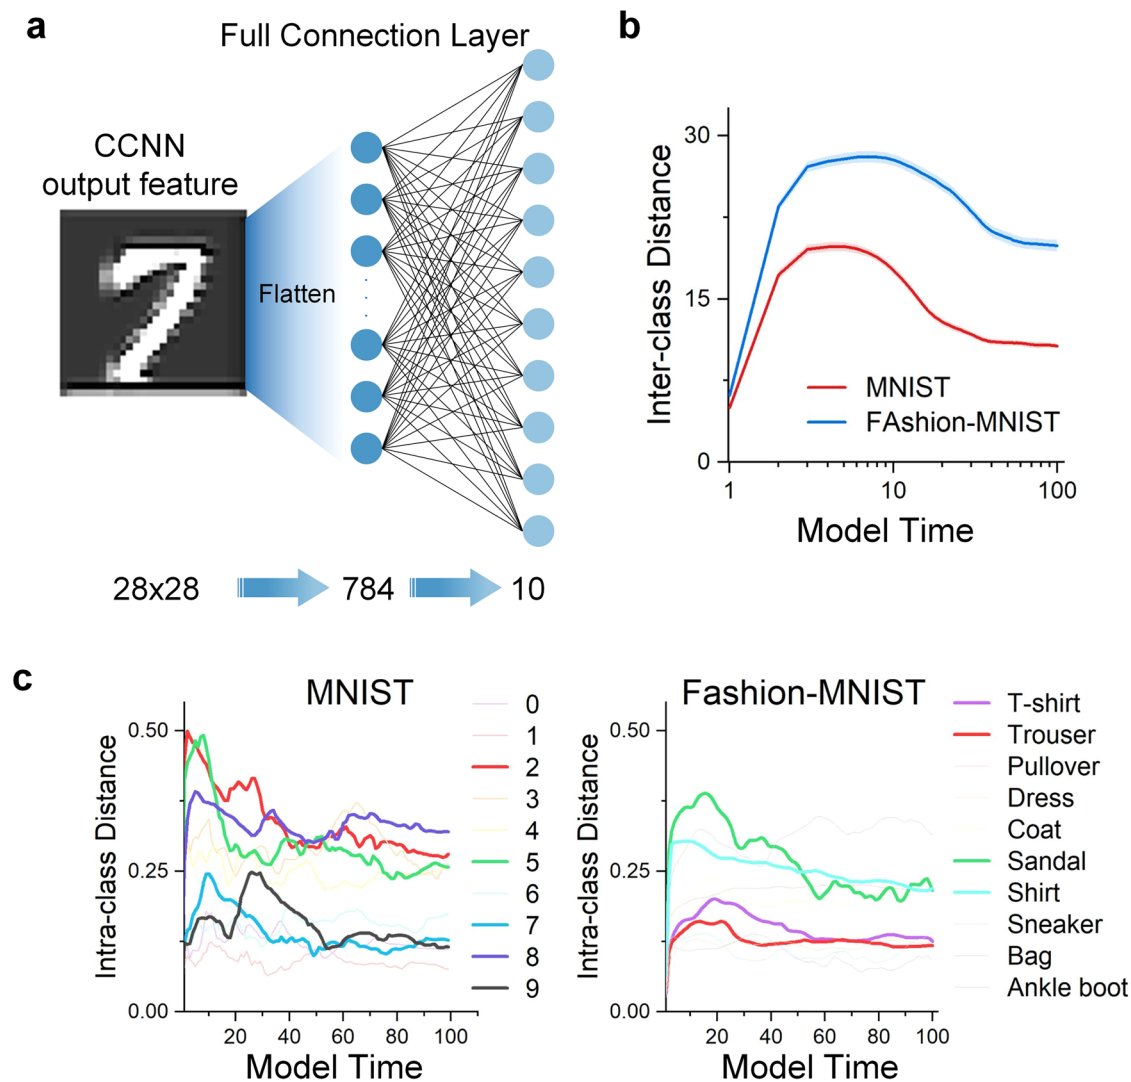 a
Full Connection Layer
CCNN
output feature
Flatten
28x28
784
10
b
Inter-class Distance
30
15
0
MNIST
FAshion-MNIST
1
10
100
Model Time
c
MNIST
Intra-class Distance
0.50
0.25
0.00
20
40
60
80
100
Model Time
0
1
2
3
4
5
6
7
8
9
Fashion-MNIST
Intra-class Distance
0.50
0.25
0.00
20
40
60
80
100
Model Time
T-shirt
Trouser
Pullover
Dress
Coat
Sandal
Shirt
Sneaker
Bag
Ankle boot